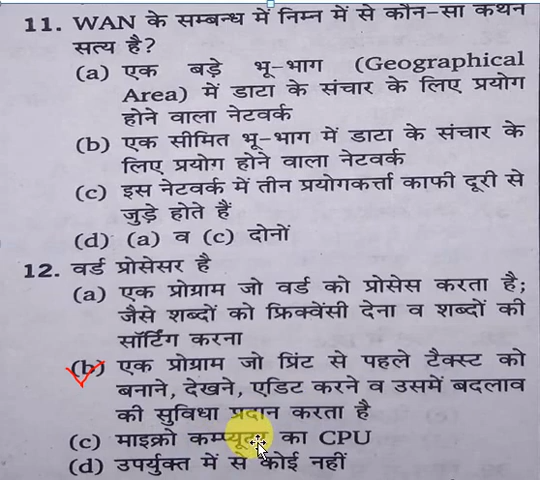 11. WAN के सम्बन्ध में निम्न में से कौन-सा कथन
सत्य है?
(a) एक बड़े भू-भाग (Geographical
Area) में डाटा के संचार के लिए प्रयोग
होने वाला नेटवर्क
(b) एक सीमित भू-भाग में डाटा के संचार के
लिए प्रयोग होने वाला नेटवर्क
(c) इस नेटवर्क में तीन प्रयोगकर्त्ता काफी दूरी से
जुड़े होते हैं
(d) (a) व (c) दोनों
12. वर्ड प्रोसेसर है
(a) एक प्रोग्राम जो वर्ड को प्रोसेस करता है;
जैसे शब्दों को फ्रिक्वेंसी देना व शब्दों की
सॉर्टिंग करना
(b) एक प्रोग्राम जो प्रिंट से पहले टैक्स्ट को
बनाने, देखने, एडिट करने व उसमें बदलाव
की सुविधा प्रदान करता है
(c) माइक्रो कम्प्यूटर का CPU
(d) उपर्युक्त में से कोई नहीं